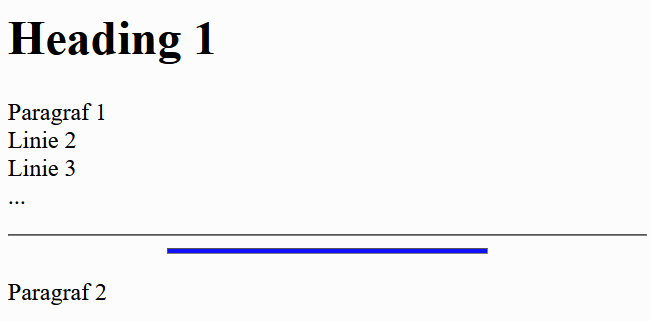 Heading 1
Paragraf 1
Linie 2
Linie 3
...
Paragraf 2